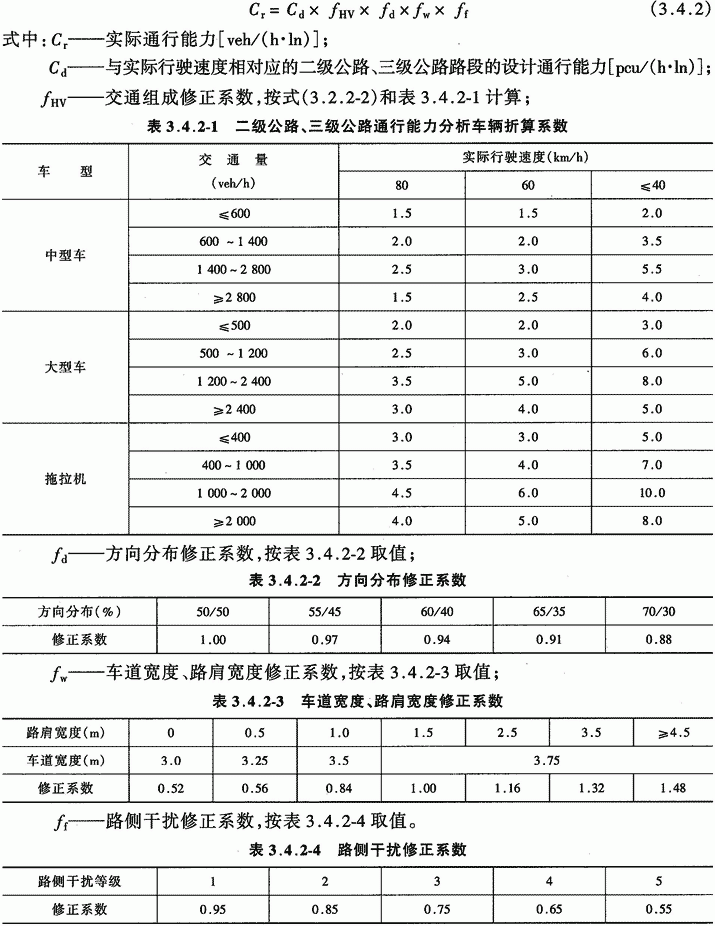 C_r = C_d × f_HV × f_d × f_w × f_f (3.4.2)
式中：C_r——实际通行能力[veh/(h·ln)]；
C_d——与实际行驶速度相对应的二级公路、三级公路路段的设计通行能力[pcu/(h·ln)]；
f_HV——交通组成修正系数，按式(3.2.2-2)和表3.4.2-1计算；
表3.4.2-1 二级公路、三级公路通行能力分析车辆折算系数
车 型 交 通 量 (veh/h) 实际行驶速度(km/h)
80 60 ≤40
中型车 ≤600 1.5 1.5 2.0
600 ~ 1 400 2.0 2.0 3.5
1 400 ~ 2 800 2.5 3.0 5.5
≥2 800 1.5 2.5 4.0
大型车 ≤500 2.0 2.0 3.0
500 ~ 1 200 2.5 3.0 6.0
1 200 ~ 2 400 3.5 5.0 8.0
≥2 400 3.0 4.0 5.0
拖拉机 ≤400 3.0 3.0 5.0
400 ~ 1 000 3.5 4.0 7.0
1 000 ~ 2 000 4.5 6.0 10.0
≥2 000 4.0 5.0 8.0
f_d——方向分布修正系数，按表3.4.2-2取值；
表3.4.2-2 方向分布修正系数
方向分布(%) 50/50 55/45 60/40 65/35 70/30
修正系数 1.00 0.97 0.94 0.91 0.88
f_w——车道宽度、路肩宽度修正系数，按表3.4.2-3取值；
表3.4.2-3 车道宽度、路肩宽度修正系数
路肩宽度(m) 0 0.5 1.0 1.5 2.5 3.5 ≥4.5
车道宽度(m) 3.0 3.25 3.5 3.75
修正系数 0.52 0.56 0.84 1.00 1.16 1.32 1.48
f_f——路侧干扰修正系数，按表3.4.2-4取值。
表3.4.2-4 路侧干扰修正系数
路侧干扰等级 1 2 3 4 5
修正系数 0.95 0.85 0.75 0.65 0.55